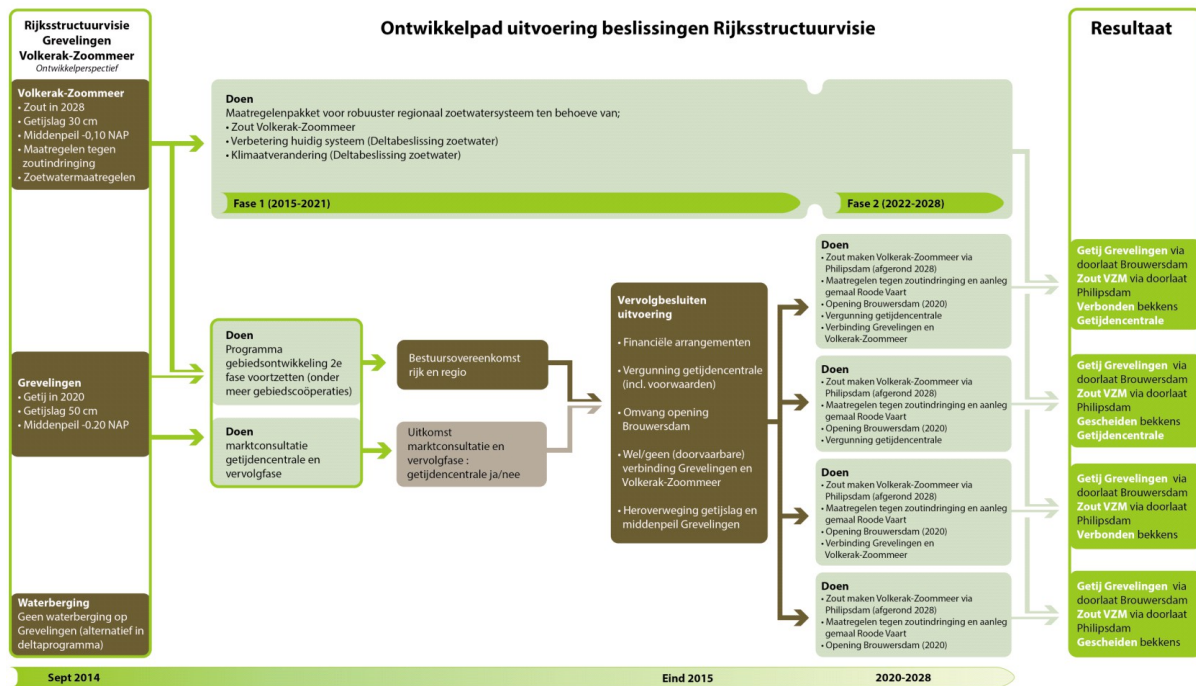 Rijksstructuurvisie
Grevelingen
Volkerak-Zoommeer
Ontwikkelperspectief
Volkerak-Zoommeer
• Zout in 2028
• Getijslag 30 cm
• Middenpeil -0,10 NAP
• Maatregelen tegen
zoutindringing
• Zoetwatermaatregelen
Grevelingen
• Getij in 2020
• Getijslag 50 cm
• Middenpeil -0.20 NAP
Waterberging
Geen waterberging op
Grevelingen (alternatief in
deltaprogramma)
Ontwikkelpad uitvoering beslissingen Rijksstructuurvisie
Doen
Maatregelenpakket voor robuuster regionaal zoetwatersysteem ten behoeve van;
• Zout Volkerak-Zoommeer
• Verbetering huidig systeem (Deltabeslissing zoetwater)
• Klimaatverandering (Deltabeslissing zoetwater)
Fase 1 (2015-2021)
Fase 2 (2022-2028)
Doen
Programma
gebiedsontwikkeling 2e
fase voortzetten (onder
meer gebiedscoöperaties)
Doen
marktconsultatie
getijdencentrale en
vervolgfase
Bestuursovereenkomst
rijk en regio
Uitkomst
marktconsultatie en
vervolgfase :
getijdencentrale ja/nee
Vervolgbesluiten
uitvoering
• Financiële arrangementen
• Vergunning getijdencentrale
(incl. voorwaarden)
• Omvang opening
Brouwersdam
• Wel/geen (doorvaarbare)
verbinding Grevelingen en
Volkerak-Zoommeer
• Heroverweging getijslag en
middenpeil Grevelingen
Doen
• Zout maken Volkerak-Zoommeer via
Philipsdam (afgerond 2028)
• Maatregelen tegen zoutindringing en aanleg
gemaal Roode Vaart
• Opening Brouwersdam (2020)
• Vergunning getijdencentrale
• Verbinding Grevelingen en
Volkerak-Zoommeer
Doen
• Zout maken Volkerak-Zoommeer via
Philipsdam (afgerond 2028)
• Maatregelen tegen zoutindringing en aanleg
gemaal Roode Vaart
• Opening Brouwersdam (2020)
• Vergunning getijdencentrale
Doen
• Zout maken Volkerak-Zoommeer via
Philipsdam (afgerond 2028)
• Maatregelen tegen zoutindringing en aanleg
gemaal Roode Vaart
• Opening Brouwersdam (2020)
• Verbinding Grevelingen en
Volkerak-Zoommeer
Doen
• Zout maken Volkerak-Zoommeer via
Philipsdam (afgerond 2028)
• Maatregelen tegen zoutindringing en aanleg
gemaal Roode Vaart
• Opening Brouwersdam (2020)
Resultaat
Getij Grevelingen via
doorlaat Brouwersdam
Zout VZM via doorlaat
Philipsdam
Verbonden bekkens
Getijdencentrale
Getij Grevelingen via
doorlaat Brouwersdam
Zout VZM via doorlaat
Philipsdam
Gescheiden bekkens
Getijdencentrale
Getij Grevelingen via
doorlaat Brouwersdam
Zout VZM via doorlaat
Philipsdam
Verbonden bekkens
Getij Grevelingen via
doorlaat Brouwersdam
Zout VZM via doorlaat
Philipsdam
Gescheiden bekkens
Sept 2014
Eind 2015
2020-2028